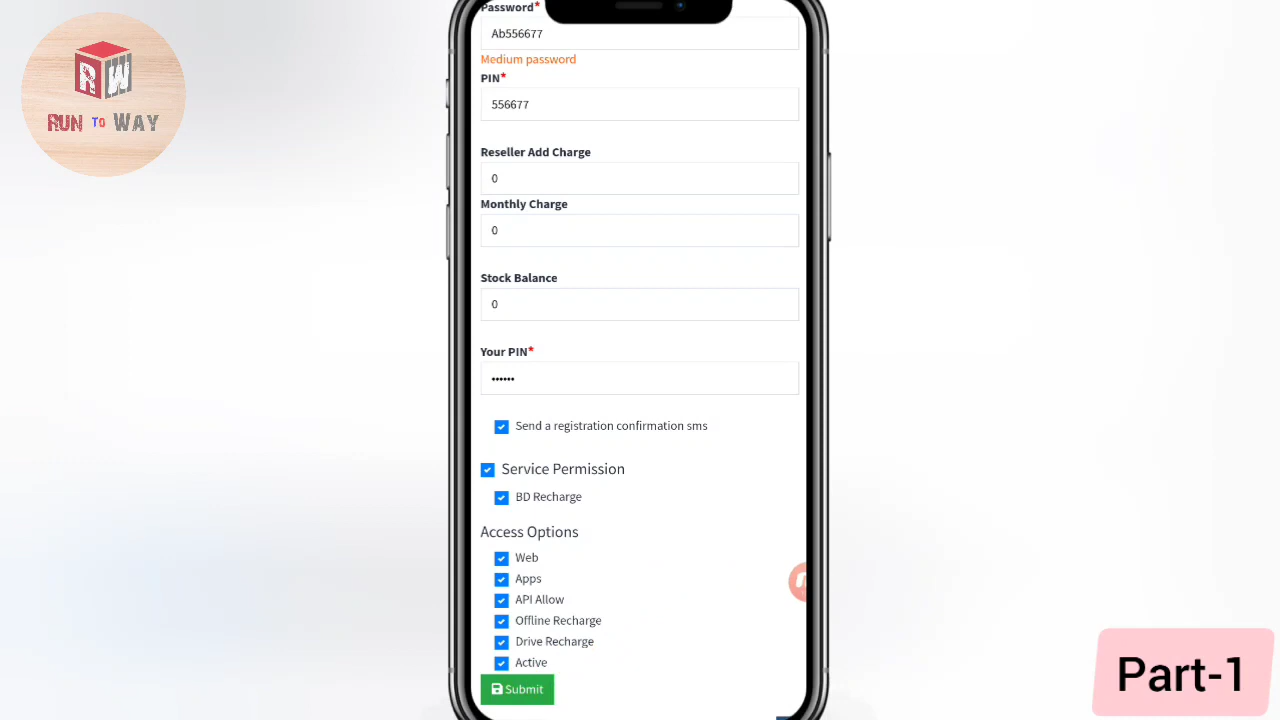 RW
RUN TO WAY
Password*
Ab556677
Medium password
PIN*
556677
Reseller Add Charge
0
Monthly Charge
0
Stock Balance
0
Your PIN*
••••••
Send a registration confirmation sms
Service Permission
BD Recharge
Access Options
Web
Apps
API Allow
Offline Recharge
Drive Recharge
Active
Submit
Part-1